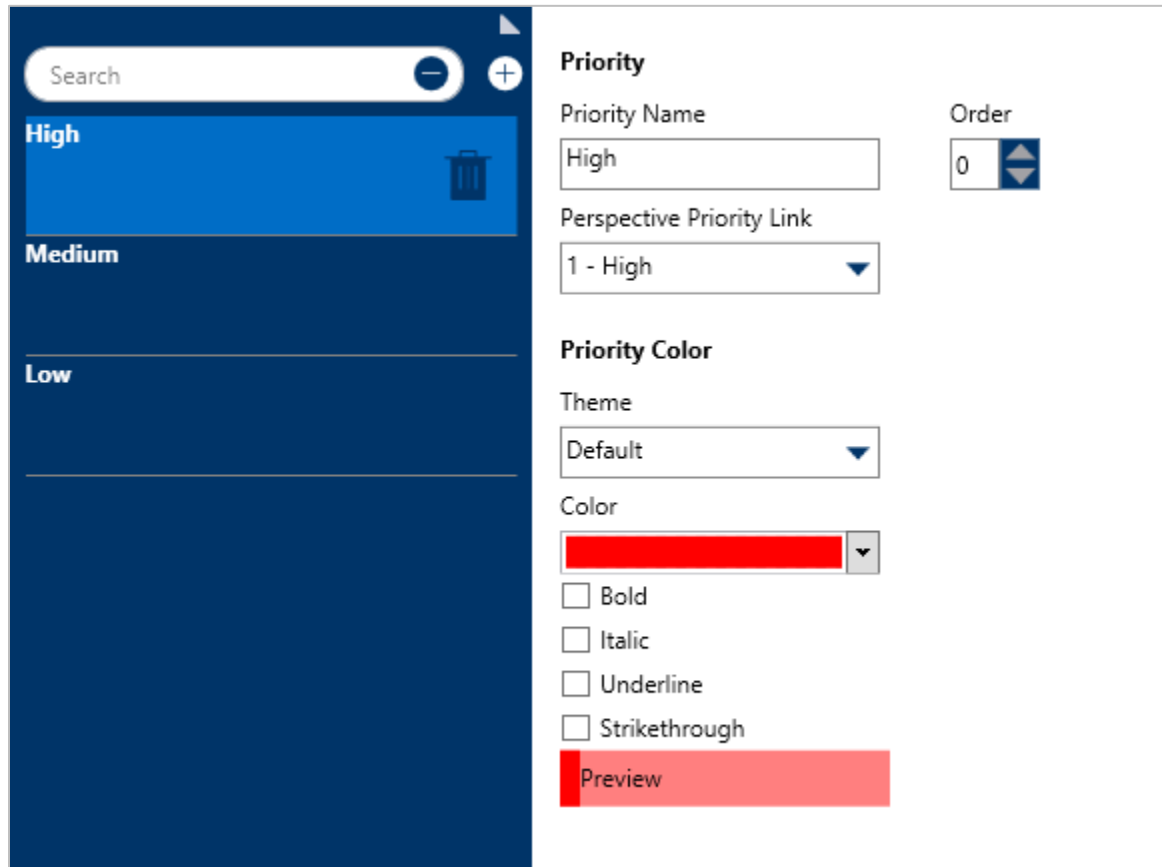 Search
High
Medium
Low
Priority
Priority Name
Order
High
0
Perspective Priority Link
1 - High
Priority Color
Theme
Default
Color
Bold
Italic
Underline
Strikethrough
Preview